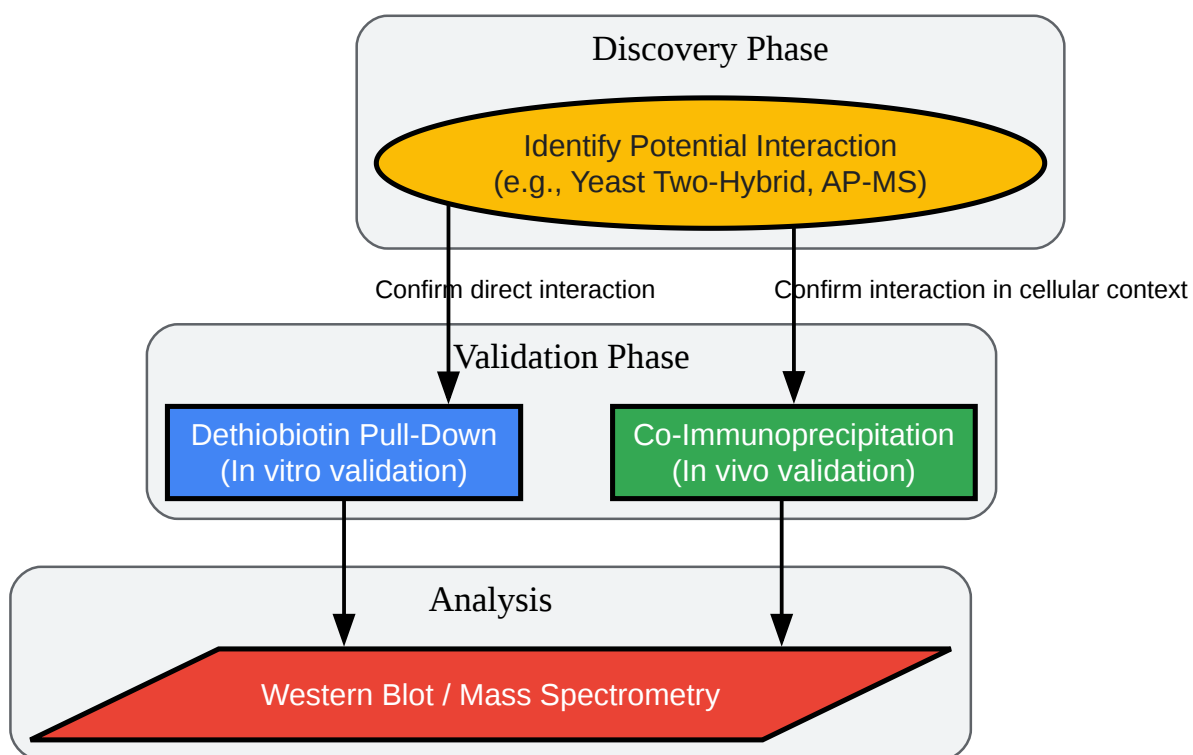 Discovery Phase
Identify Potential Interaction
(e.g., Yeast Two-Hybrid, AP-MS)
Confirm direct interaction
Confirm interaction in cellular context
Validation Phase
Dethiobiotin Pull-Down
(In vitro validation)
Co-Immunoprecipitation
(In vivo validation)
Analysis
Western Blot / Mass Spectrometry